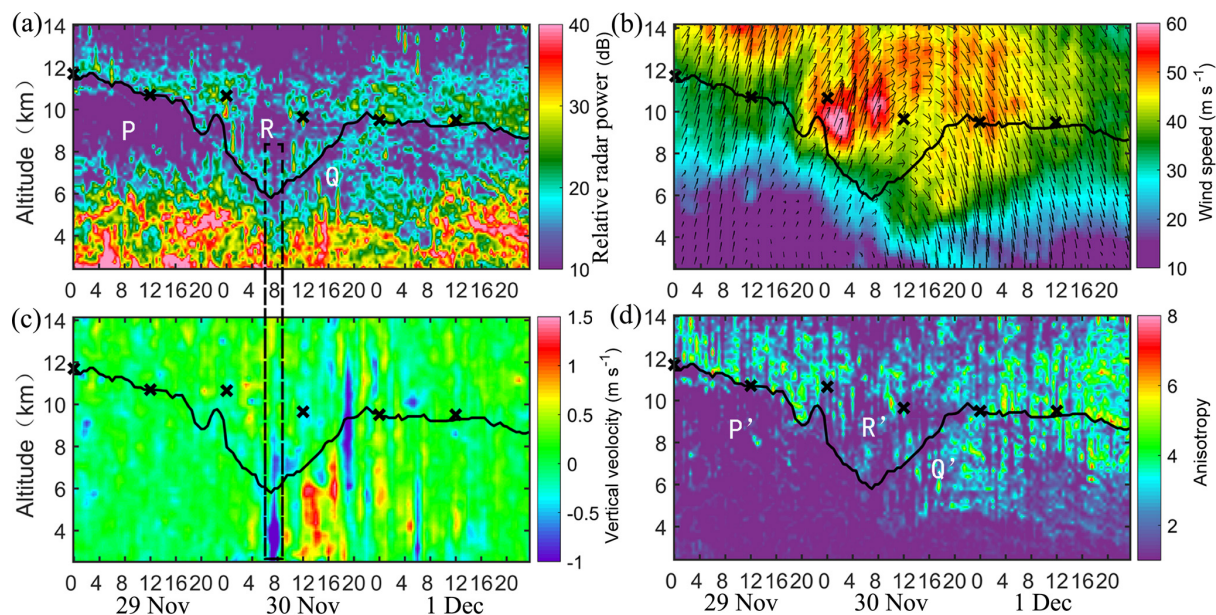 (a)
14
12
10
8
6
4
Altitude (km)
P
R
Q
0 4 8 12 16 20 0 4 8 12 16 20 0 4 8 12 16 20
40
30
20
10
Relative radar power (dB)
(b)
14
12
10
8
6
4
0 4 8 12 16 20 0 4 8 12 16 20 0 4 8 12 16 20
60
50
40
30
20
10
Wind speed (m s⁻¹)
(c)
14
12
10
8
6
4
Altitude (km)
0 4 8 12 16 20 0 4 8 12 16 20 0 4 8 12 16 20
29 Nov 30 Nov 1 Dec
1.5
1
0.5
0
-0.5
-1
Vertical veolocity (m s⁻¹)
(d)
14
12
10
8
6
4
P'
R'
Q'
0 4 8 12 16 20 0 4 8 12 16 20 0 4 8 12 16 20
29 Nov 30 Nov 1 Dec
8
6
4
2
Anisotropy